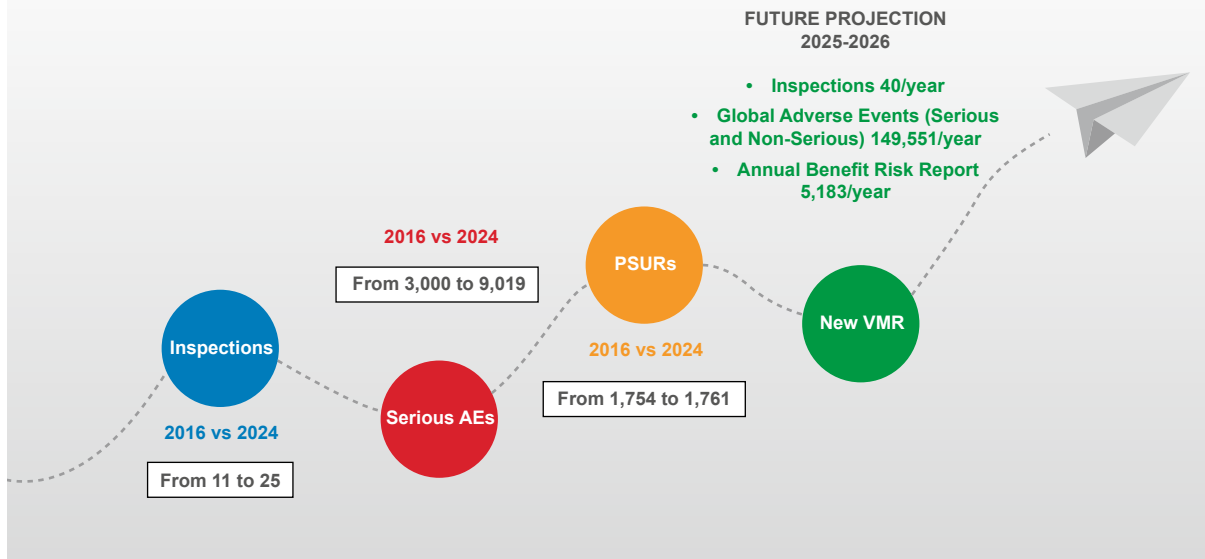 FUTURE PROJECTION
2025-2026
• Inspections 40/year
• Global Adverse Events (Serious
and Non-Serious) 149,551/year
• Annual Benefit Risk Report
5,183/year
Inspections
2016 vs 2024
From 11 to 25
2016 vs 2024
From 3,000 to 9,019
Serious AEs
PSURs
2016 vs 2024
From 1,754 to 1,761
New VMR